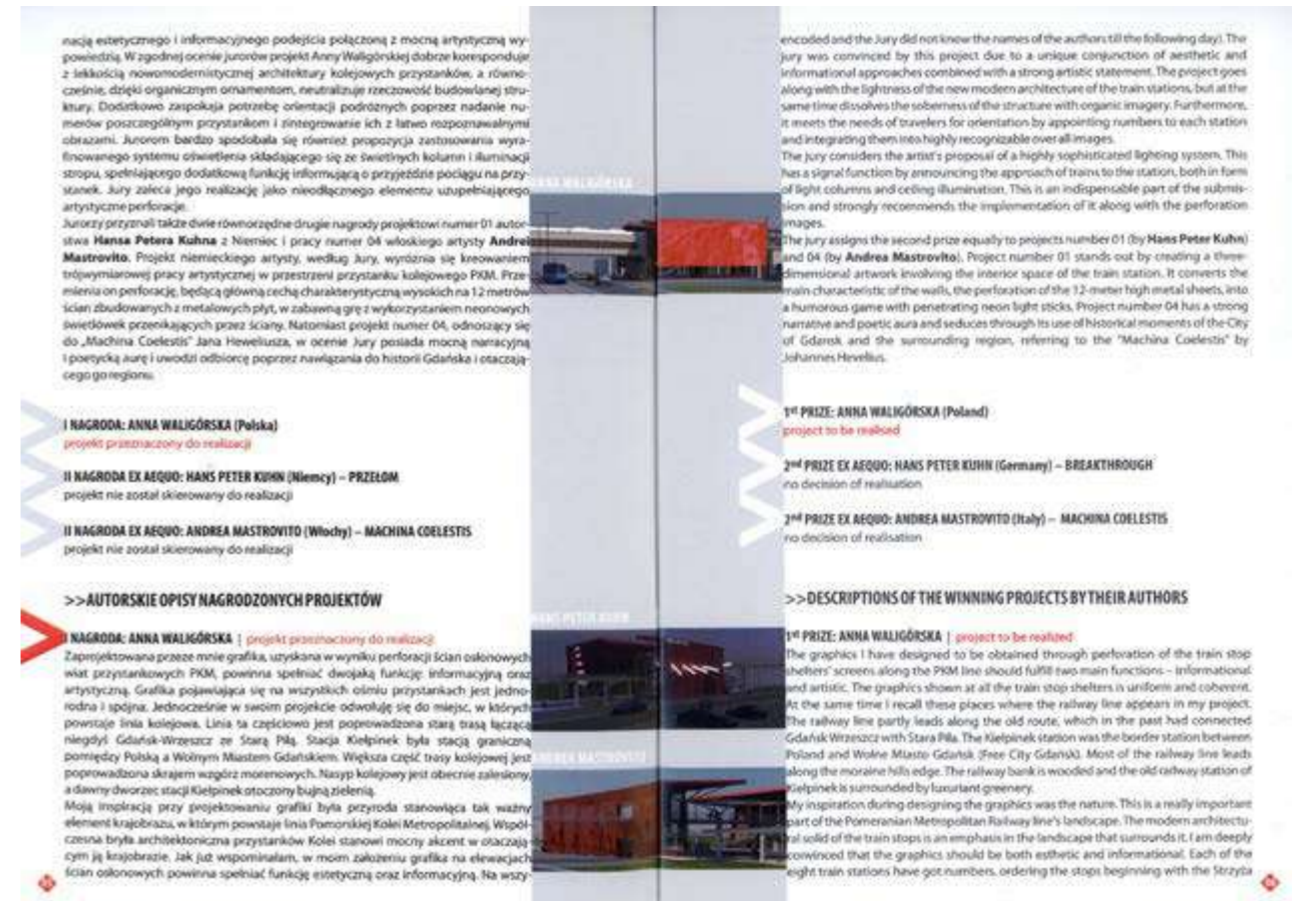 nację estetycznego i informacyjnego podejścia połączoną z mocną artystyczną wy-
powiedzią. W zgodnej ocenie jurorów projekt Anny Waligórskiej dobrze koresponduje
z lekkością nowomodernistycznej architektury kolejowych przystanków, a równo-
cześnie, dzięki organicznym ornamentom, neutralizuje rzeczowość budowlanej stru-
ktury. Dodatkowo zaspokaja potrzebę orientacji podróżnych poprzez nadanie nu-
merów poszczególnym przystankom i zintegrowanie ich z łatwo rozpoznawalnymi
obrazami. Jurorom bardzo spodobała się również propozycja zastosowania wyra-
finowanego systemu oświetlenia składającego się ze świetlnych kolumn i iluminacji
stropu, spełniającego dodatkową funkcję informującą o przyjeździe pociągu na przy-
stanek. Jury zaleca jego realizację jako nieodłącznego elementu uzupełniającego
artystyczne perforacje.
Jurorzy przyznali także dwie równorzędne drugie nagrody projektowi numer 01 autor-
stwa Hansa Petera Kuhna z Niemiec i pracy numer 04 włoskiego artysty Andrei
Mastrovito. Projekt niemieckiego artysty, według Jury, wyróżnia się kreowaniem
trójwymiarowej pracy artystycznej w przestrzeni przystanku kolejowego PKM. Prze-
mienia on perforację, będącą główną cechą charakterystyczną wysokich na 12 metrów
ścian zbudowanych z metalowych płyt, w zabawną grę z wykorzystaniem neonowych
świetlówek przenikających przez ściany. Natomiast projekt numer 04, odnoszący się
do „Machina Coelestis” Jana Heweliusza, w ocenie Jury posiada mocną narracyjną
i poetycką aurę i uwodzi odbiorcę poprzez nawiązania do historii Gdańska i otaczają-
cego go regionu.
I NAGRODA: ANNA WALIGÓRSKA (Polska)
projekt przeznaczony do realizacji
II NAGRODA EX AEQUO: HANS PETER KUHN (Niemcy) – PRZEŁOM
projekt nie został skierowany do realizacji
II NAGRODA EX AEQUO: ANDREA MASTROVITO (Włochy) – MACHINA COELESTIS
projekt nie został skierowany do realizacji
>>AUTORSKIE OPISY NAGRODZONYCH PROJEKTÓW
I NAGRODA: ANNA WALIGÓRSKA | projekt przeznaczony do realizacji
Zaprojektowana przeze mnie grafika, uzyskana w wyniku perforacji ścian osłonowych
wiat przystankowych PKM, powinna spełniać dwojaką funkcję: informacyjną oraz
artystyczną. Grafika pojawiająca się na wszystkich ośmiu przystankach jest jedno-
rodna i spójna. Jednocześnie w swoim projekcie odwołuję się do miejsc, w których
powstaje linia kolejowa. Linia ta częściowo jest poprowadzona starą trasą łączącą
niegdyś Gdańsk-Wrzeszcz ze Starą Piłą. Stacja Kiełpinek była stacją graniczną
pomiędzy Polską a Wolnym Miastem Gdańskiem. Większa część trasy kolejowej jest
poprowadzona skrajem wzgórz morenowych. Nasyp kolejowy jest obecnie zalesiony,
a dawny dworzec stacji Kiełpinek otoczony bujną zielenią.
Moją inspiracją przy projektowaniu grafiki była przyroda stanowiąca tak ważny
element krajobrazu, w którym powstaje linia Pomorskiej Kolei Metropolitalnej. Współ-
czesna bryła architektoniczna przystanków Kolei stanowi mocny akcent w otaczają-
cym ją krajobrazie. Jak już wspominałam, w moim założeniu grafika na elewacjach
ścian osłonowych powinna spełniać funkcję estetyczną oraz informacyjną. Na wszy-
ANNA WALIGÓRSKA
HANS PETER KUHN
ANDREA MASTROVITO
encoded and the Jury did not know the names of the authors till the following day). The
jury was convinced by this project due to a unique conjunction of aesthetic and
informational approaches combined with a strong artistic statement. The project goes
along with the lightness of the new modern architecture of the train stations, but at the
same time dissolves the soberness of the structure with organic imagery. Furthermore,
it meets the needs of travelers for orientation by appointing numbers to each station
and integrating them into highly recognizable over all images.
The jury considers the artist's proposal of a highly sophisticated lighting system. This
has a signal function by announcing the approach of trains to the station, both in form
of light columns and ceiling illumination. This is an indispensable part of the submis-
sion and strongly recommends the implementation of it along with the perforation
images.
The jury assigns the second prize equally to projects number 01 (by Hans Peter Kuhn)
and 04 (by Andrea Mastrovito). Project number 01 stands out by creating a three-
dimensional artwork involving the interior space of the train station. It converts the
main characteristic of the walls, the perforation of the 12-meter high metal sheets, into
a humorous game with penetrating neon light sticks. Project number 04 has a strong
narrative and poetic aura and seduces through its use of historical moments of the City
of Gdansk and the surrounding region, referring to the "Machina Coelestis" by
Johannes Hevelius.
1st PRIZE: ANNA WALIGÓRSKA (Poland)
project to be realised
2nd PRIZE EX AEQUO: HANS PETER KUHN (Germany) – BREAKTHROUGH
no decision of realisation
2nd PRIZE EX AEQUO: ANDREA MASTROVITO (Italy) – MACHINA COELESTIS
no decision of realisation
>>DESCRIPTIONS OF THE WINNING PROJECTS BY THEIR AUTHORS
1st PRIZE: ANNA WALIGÓRSKA | project to be realized
The graphics I have designed to be obtained through perforation of the train stop
shelters' screens along the PKM line should fulfill two main functions – informational
and artistic. The graphics shown at all the train stop shelters is uniform and coherent.
At the same time I recall these places where the railway line appears in my project.
The railway line partly leads along the old route, which in the past had connected
Gdańsk Wrzeszcz with Stara Piła. The Kiełpinek station was the border station between
Poland and Wolne Miasto Gdańsk (Free City Gdańsk). Most of the railway line leads
along the moraine hills edge. The railway bank is wooded and the old railway station of
Kiełpinek is surrounded by luxuriant greenery.
My inspiration during designing the graphics was the nature. This is a really important
part of the Pomeranian Metropolitan Railway line's landscape. The modern architectu-
ral solid of the train stops is an emphasis in the landscape that surrounds it. I am deeply
conwinced that the graphics should be both esthetic and informational. Each of the
eight train stations have got numbers, ordering the stops beginning with the Strzyża